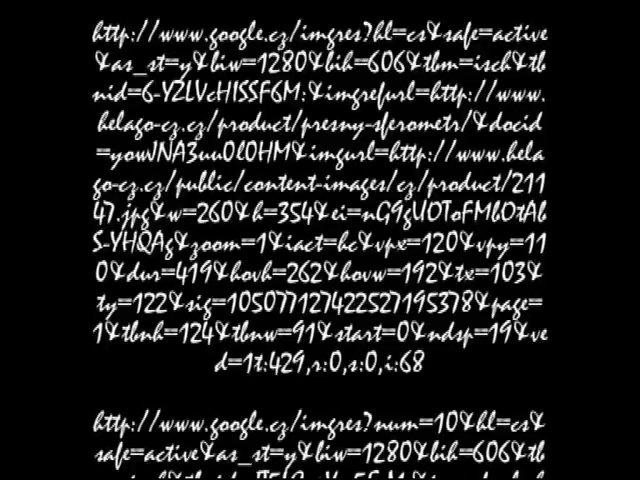 http://www.google.cz/imgres?hl=cs&safe=active
&as_st=y&biw=1280&bih=606&tbm=isch&tb
nid=6-YZLVcHISSF6M:&imgrefurl=http://www.
helago-cz.cz/product/presny-sferometr/&docid
=youvJNA3uu0l0HM&imgurl=http://www.hela
go-cz.cz/public/content-images/cz/product/211
47.jpg&w=260&h=354&ei=nG9gUOToFMbOtAb
S-YHQAg&zoom=1&iact=hc&vpx=120&vpy=11
0&dur=419&hovh=262&hovw=192&tx=103&
ty=122&sig=105077127422527195378&page=
1&tbnh=124&tbnw=91&start=0&ndsp=19&ve
d=1t:429,r:0,s:0,i:68
http://www.google.cz/imgres?num=10&hl=cs&
safe=active&as_st=y&biw=1280&bih=606&tb